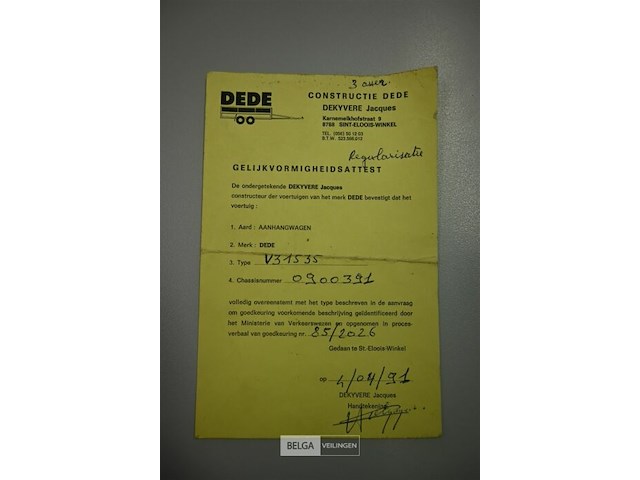 3 assen
DEDE
CONSTRUCTIE DEDE
DEKYVERE Jacques
Karnemelkhofstraat 9
8768 SINT-ELOOIS-WINKEL
Regularisatie
GELIJKVORMIGHEIDSATTEST
De ondergetekende DEKYVERE Jacques
constructeur der voertuigen van het merk DEDE bevestigt dat het
voertuig :
1. Aard : AANHANGWAGEN
2. Merk : DEDE
3. Type V31535
4. Chassisnummer 0900391
volledig overeenstemt met het type beschreven in de aanvraag
om goedkeuring voorkomende beschrijving geïdentificeerd door
het Ministerie van Verkeerswezen en opgenomen in proces-
verbaal van goedkeuring nr. 85/2026
Gedaan te St.-Eloois-Winkel
op 4/04/91
DEKYVERE Jacques
Handtekening
BELGA VEILINGEN